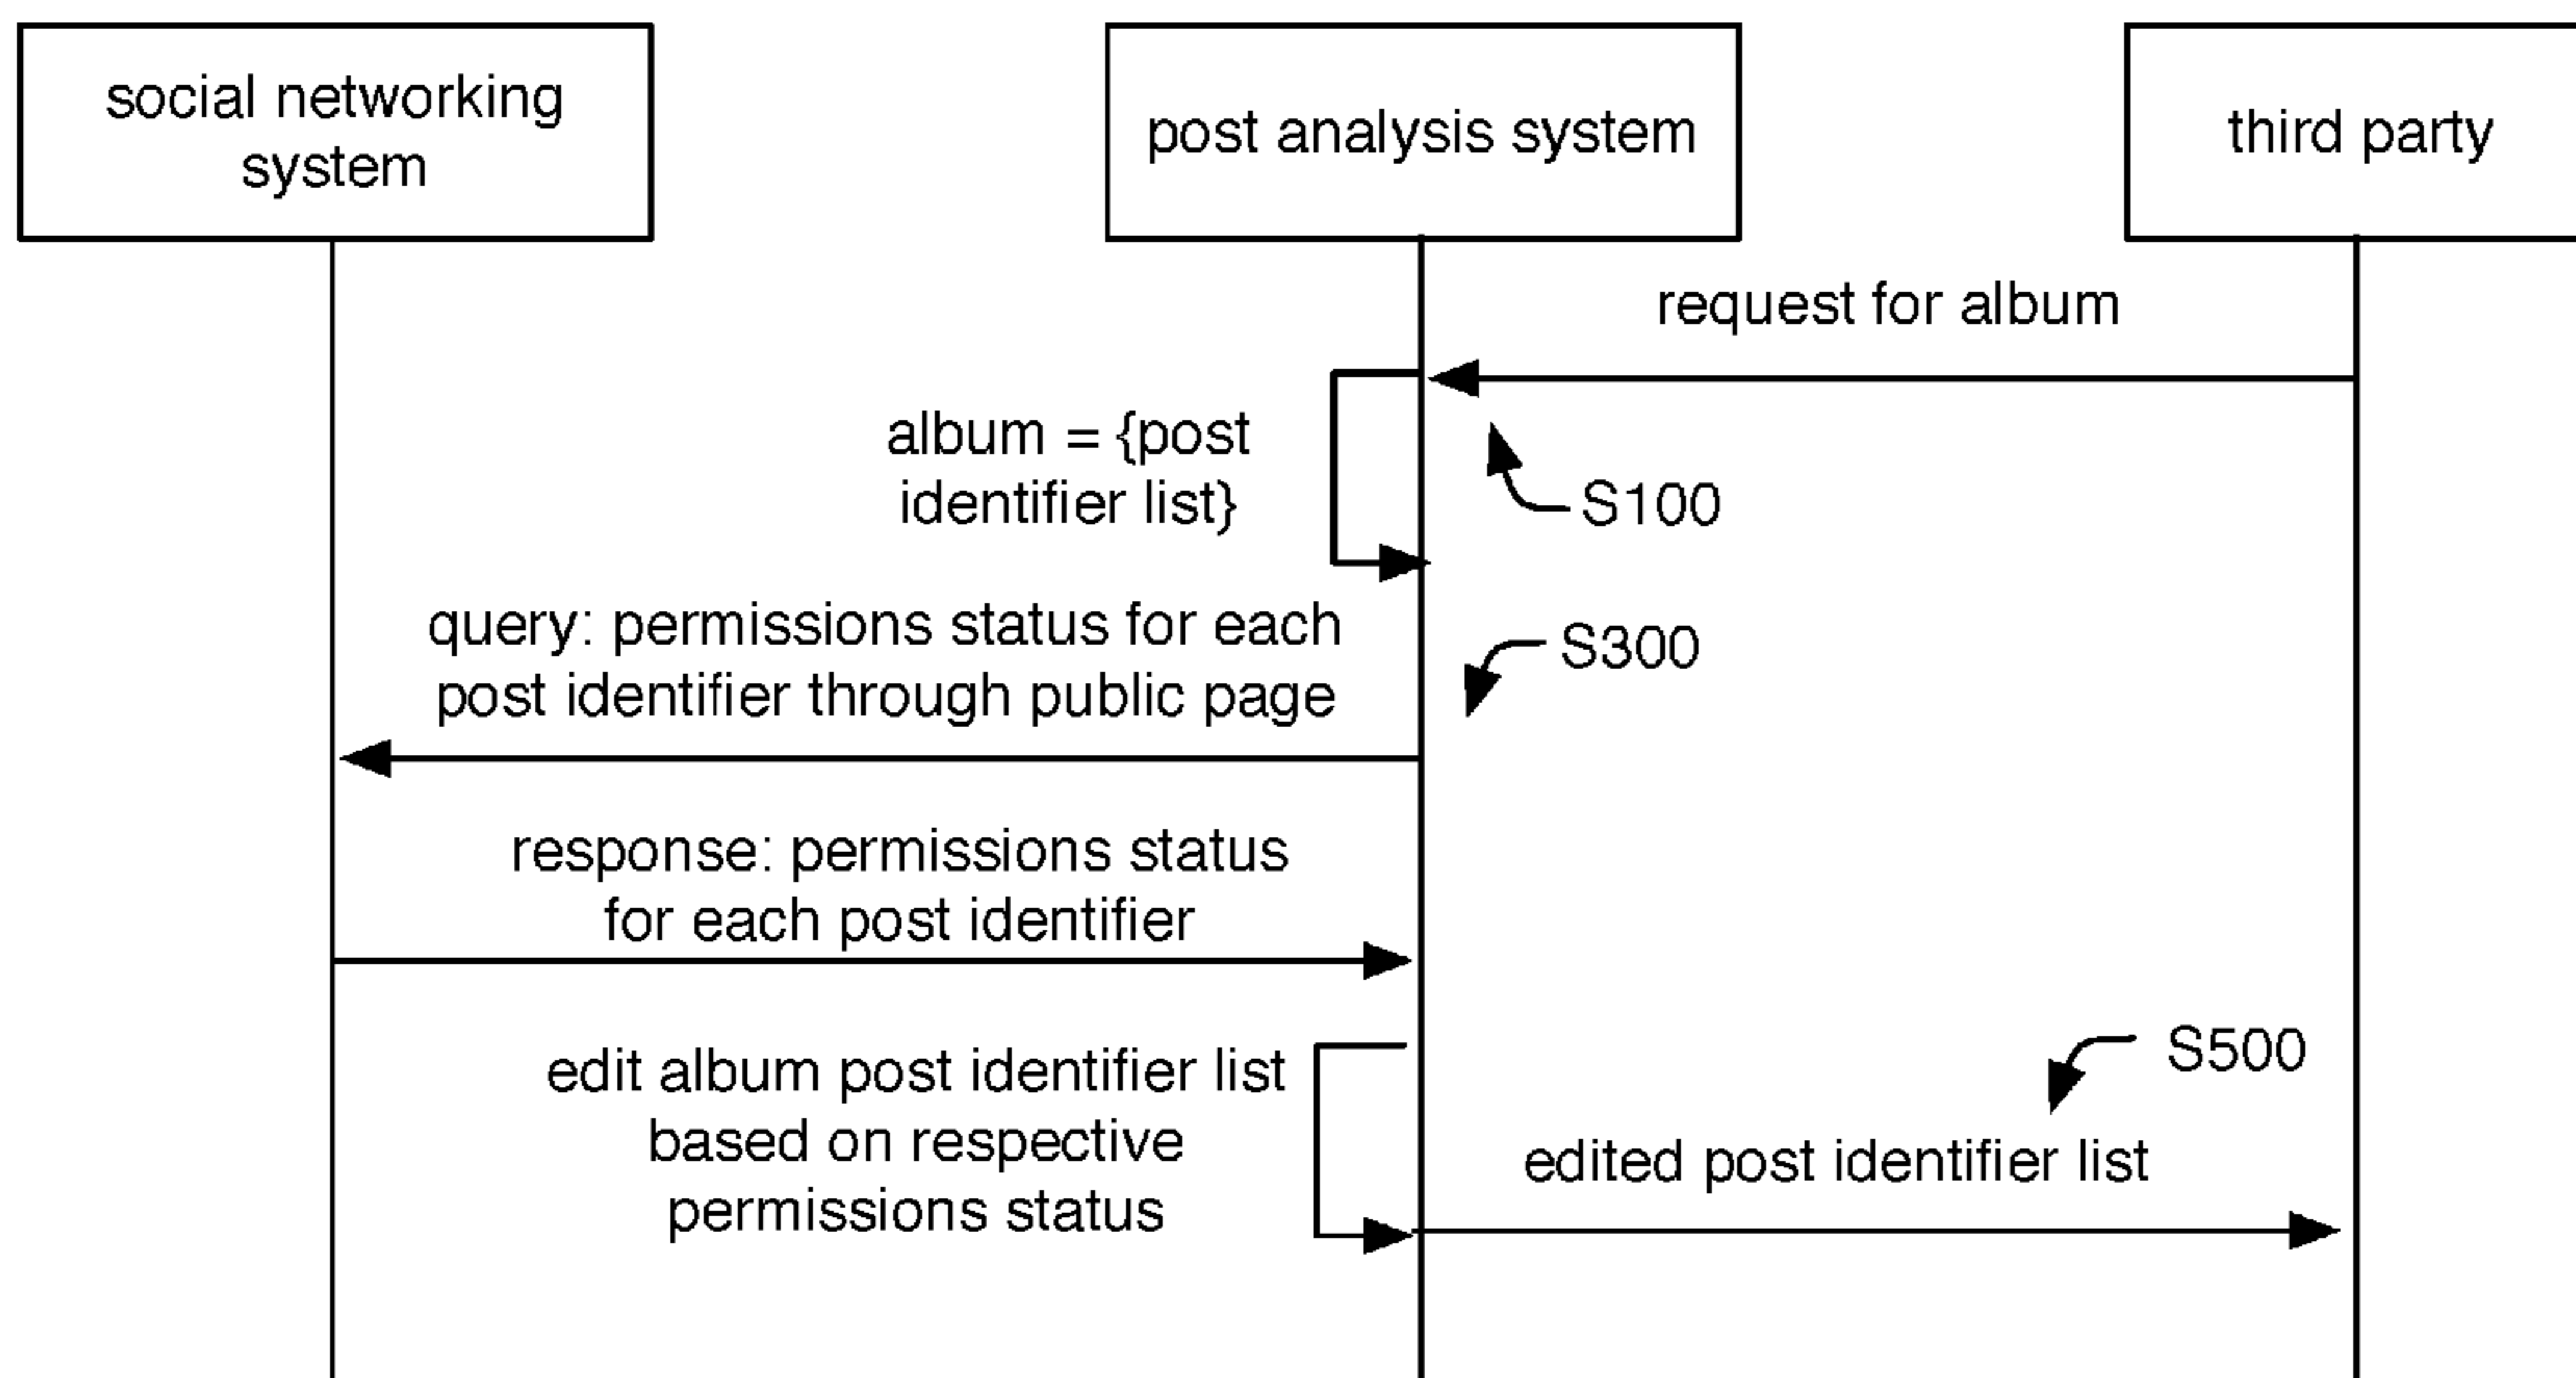 social networking
system
post analysis system
third party
request for album
album = {post
identifier list}
S100
query: permissions status for each
post identifier through public page
S300
response: permissions status
for each post identifier
edit album post identifier list
based on respective
permissions status
S500
edited post identifier list